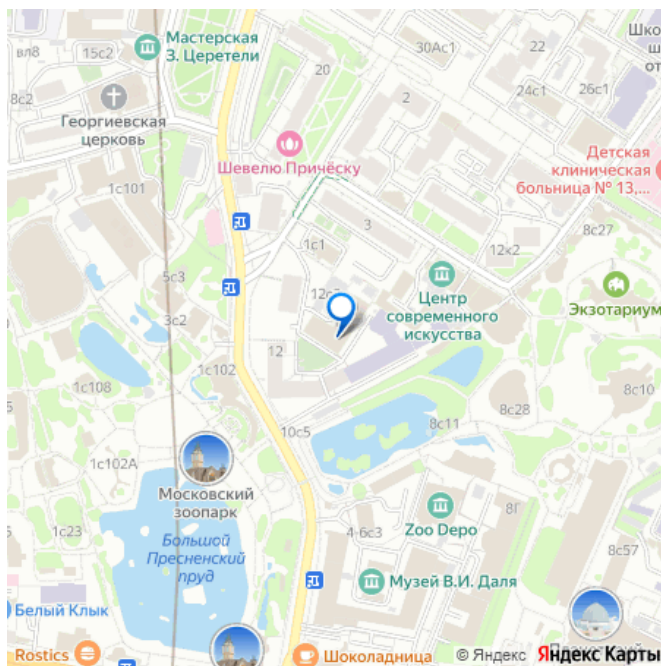 вл8
15с2
Мастерская
З. Церетели
30Ас1
22
Шко
ш
от
8с2
20
2
24с1
26с1
Георгиевская
церковь
Шевелю Причёску
Детская
клиническая
больница № 13,...
1с101
3
8с27
1с1
12к2
5с3
Центр
современного
искусства
Экзотариум
3с2
12
1с102
1с108
8с10
8с28
10с5
8с11
1с102А
Московский
зоопарк
Zoo Depo
8Г
4-6с3
1с23
Большой
Пресненский
пруд
8с57
Музей В.И. Даля
Белый Клык
Rostics
Шоколадница
© Яндекс Яндекс Карты